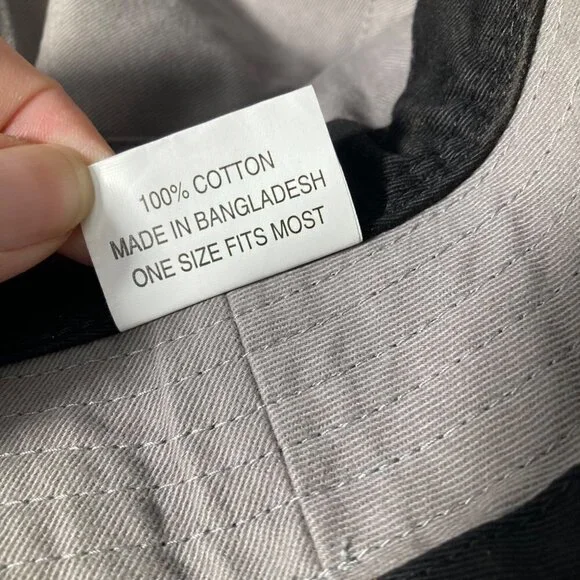 100% COTTON
MADE IN BANGLADESH
ONE SIZE FITS MOST